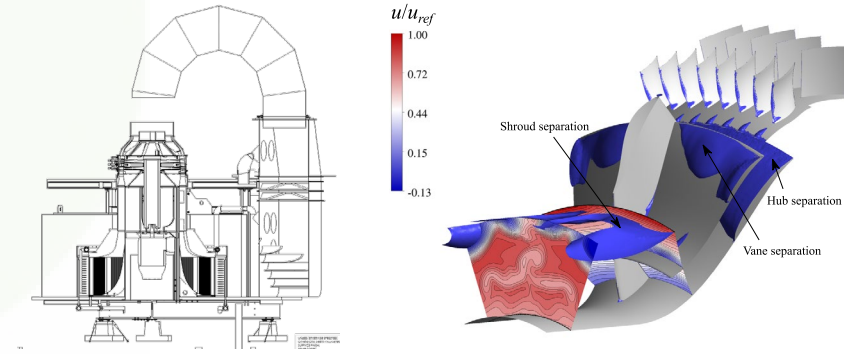 u/u_ref
1.00
0.72
0.44
0.15
-0.13
Shroud separation
Hub separation
Vane separation